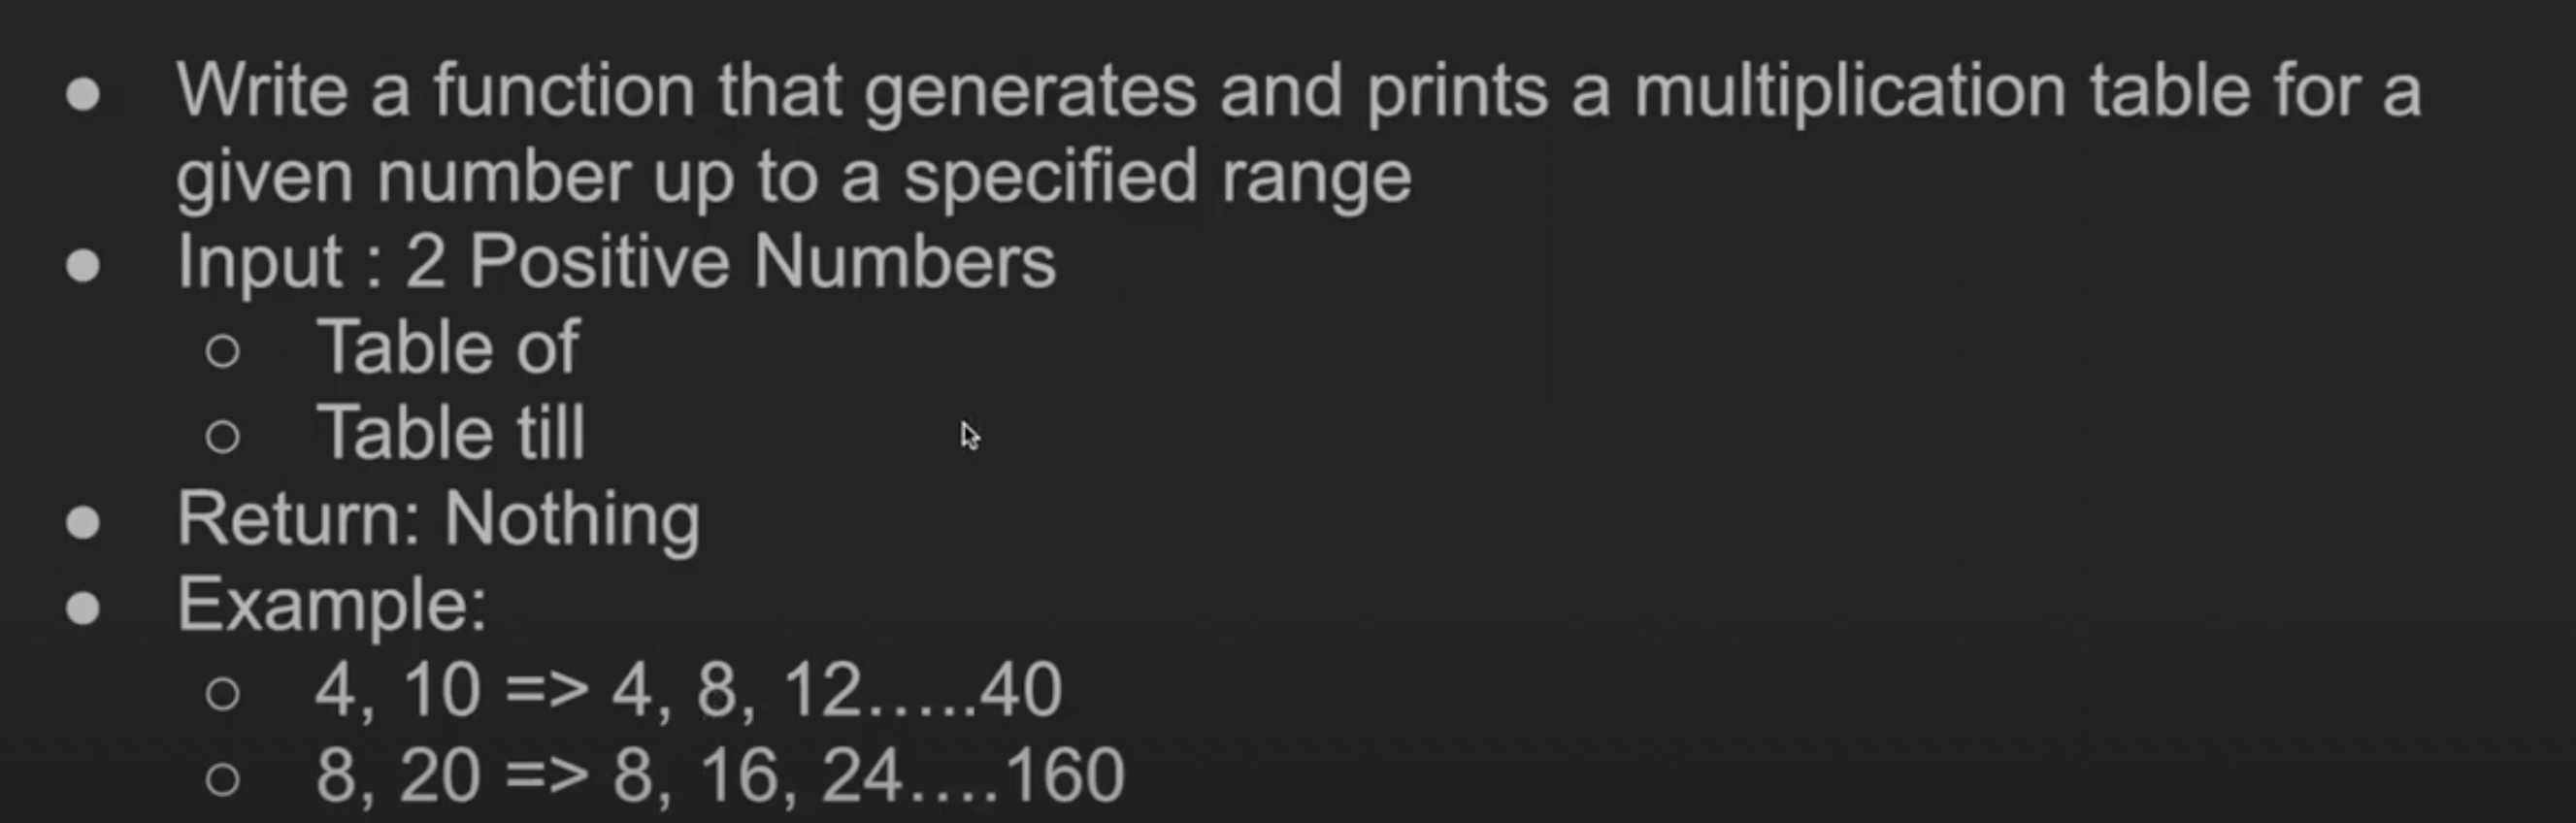 ● Write a function that generates and prints a multiplication table for a
given number up to a specified range
● Input : 2 Positive Numbers
○ Table of
○ Table till
● Return: Nothing
● Example:
○ 4, 10 => 4, 8, 12.....40
○ 8, 20 => 8, 16, 24....160